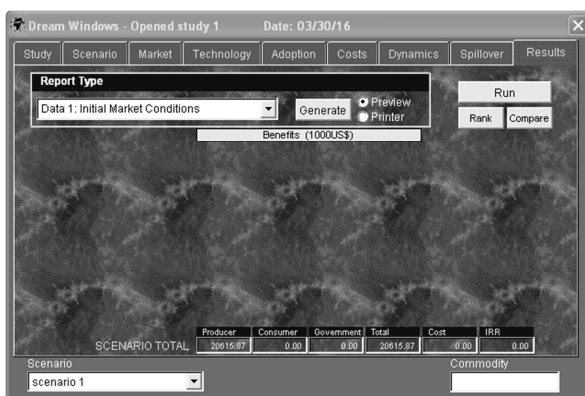 Dream Windows - Opened study 1 Date: 03/30/16
Study Scenario Market Technology Adoption Costs Dynamics Spillover Results
Report Type
Data 1: Initial Market Conditions Generate Preview
Printer
Run
Rank Compare
Benefits (1000US$)
Producer Consumer Government Total Cost IRR
SCENARIO TOTAL 20615.87 0.00 0.00 20615.87 0.00 0.00
Scenario Commodity
scenario 1